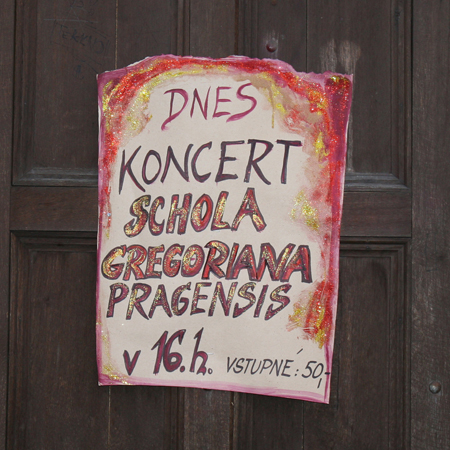 DNES
KONCERT
SCHOLA
GREGORIANA
PRAGENSIS
v 16.h. VSTUPNÉ: 50,-